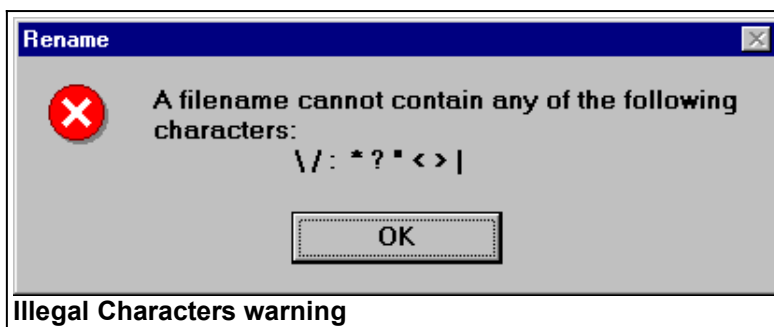 Rename
A filename cannot contain any of the following
characters:
\ / : * ? " < > |
OK
Illegal Characters warning